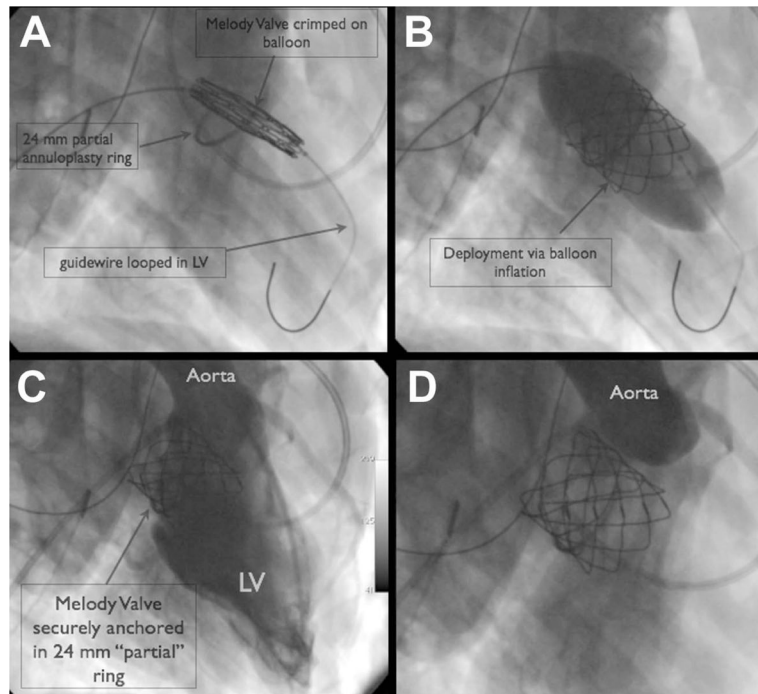 A
Melody Valve crimped on
balloon
24 mm partial
annuloplasty ring
guidewire looped in LV
B
Deployment via balloon
inflation
C
Aorta
LV
Melody Valve
securely anchored
in 24 mm "partial"
ring
D
Aorta